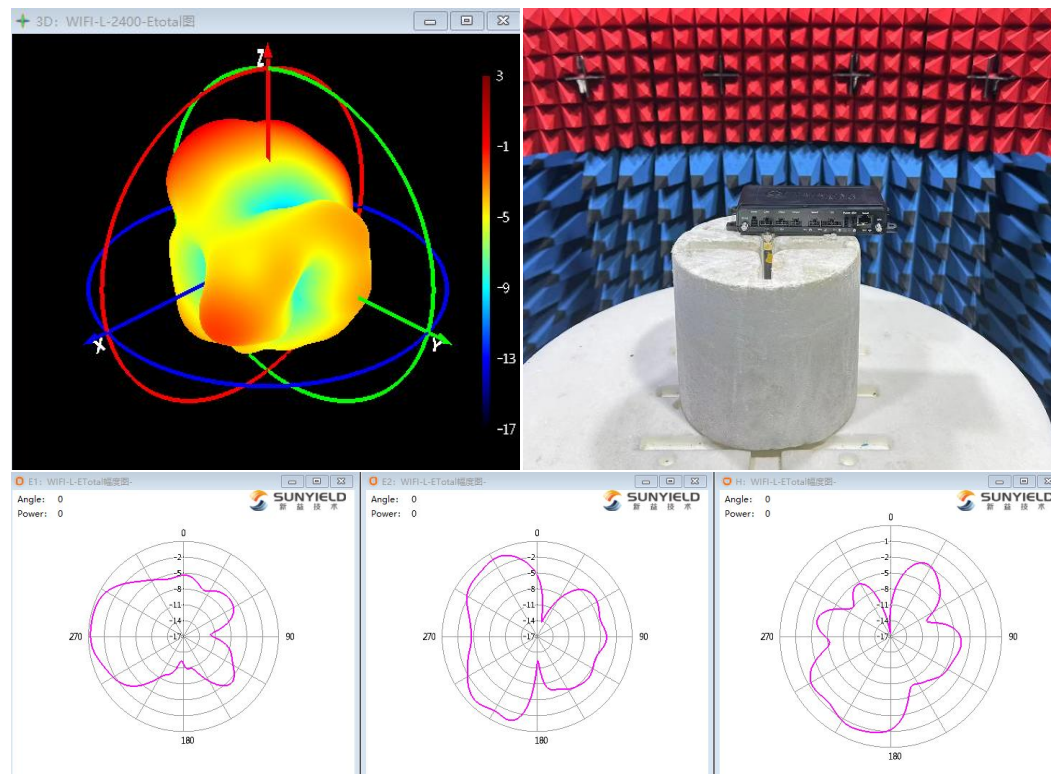 3D: WIFI-L-2400-Etotal图
Z
X
Y
3
-1
-5
-9
-13
-17
E1: WIFI-L-ETotal幅度图-
Angle: 0
Power: 0
SUNYIELD
新益技术
0
-2
-5
-8
-11
-14
-17
270
90
180
E2: WIFI-L-ETotal幅度图-
Angle: 0
Power: 0
SUNYIELD
新益技术
0
-2
-5
-8
-11
-14
-17
270
90
180
H: WIFI-L-ETotal幅度图-
Angle: 0
Power: 0
SUNYIELD
新益技术
0
1
-2
-5
-8
-11
-14
-17
270
90
180